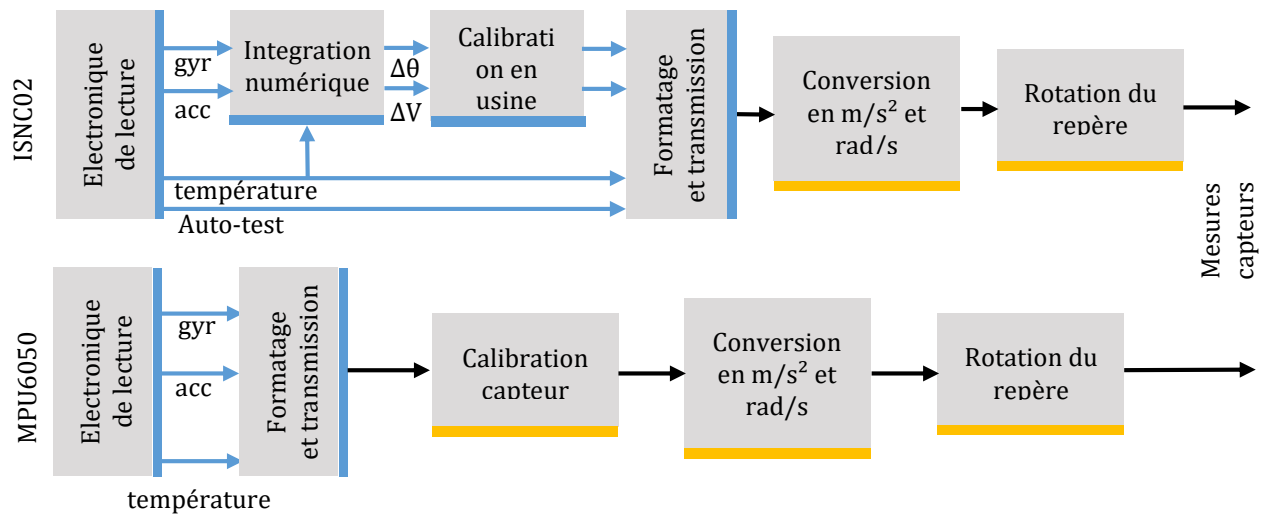 ISNC02
Electronique
de lecture
gyr
acc
Integration
numérique
Δθ
ΔV
Calibrati
on en
usine
température
Auto-test
Formatage
et transmission
Conversion
en m/s² et
rad/s
Rotation du
repère
Mesures
capteurs
MPU6050
Electronique
de lecture
gyr
acc
température
Formatage
et transmission
Calibration
capteur
Conversion
en m/s² et
rad/s
Rotation du
repère